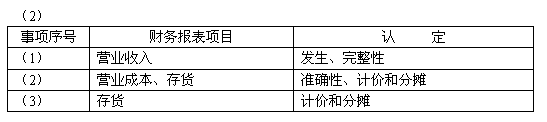 （2）
事项序号 财务报表项目 认 定
（1） 营业收入 发生、完整性
（2） 营业成本、存货 准确性、计价和分摊
（3） 存货 计价和分摊